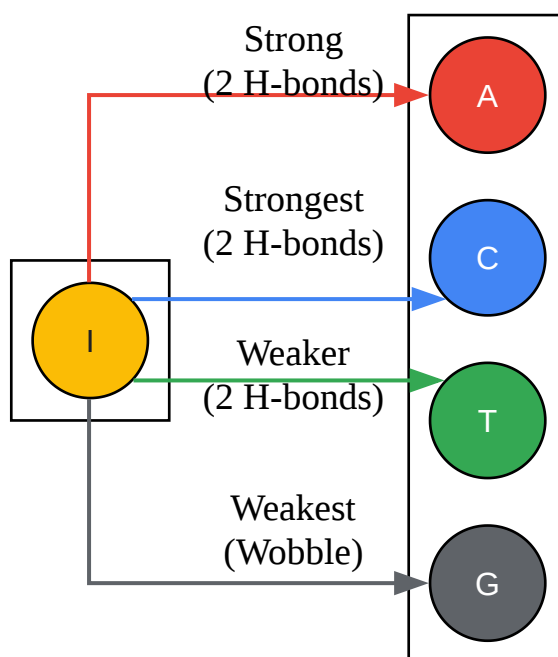 Strong
(2 H-bonds)
A
Strongest
(2 H-bonds)
C
I
Weaker
(2 H-bonds)
T
Weakest
(Wobble)
G